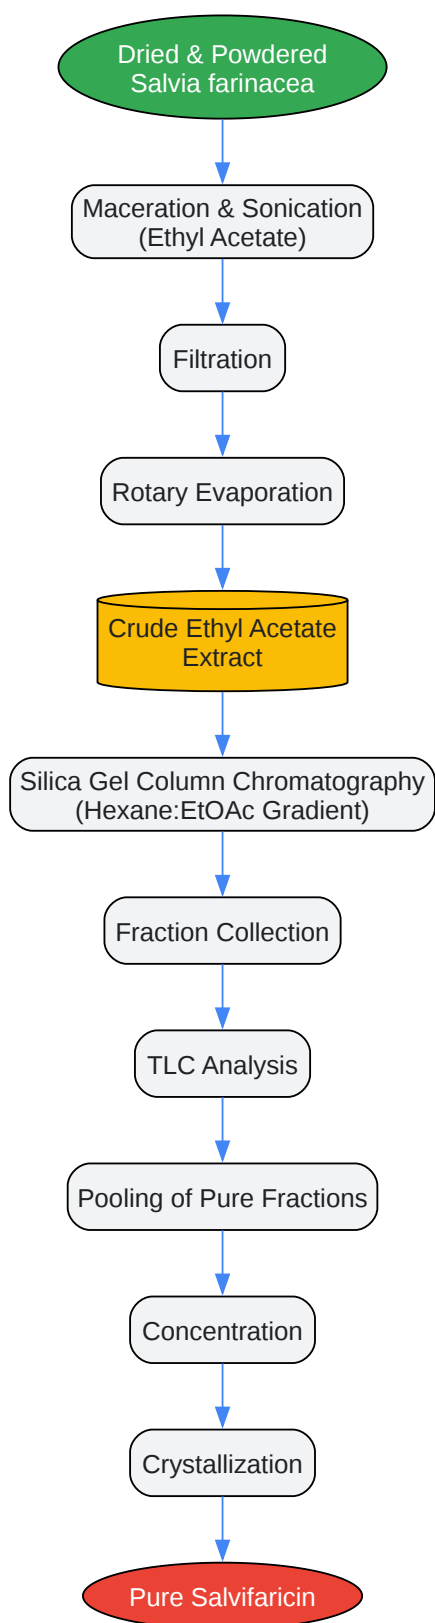 Dried & Powdered
Salvia farinacea
Maceration & Sonication
(Ethyl Acetate)
Filtration
Rotary Evaporation
Crude Ethyl Acetate
Extract
Silica Gel Column Chromatography
(Hexane:EtOAc Gradient)
Fraction Collection
TLC Analysis
Pooling of Pure Fractions
Concentration
Crystallization
Pure Salvifaricin